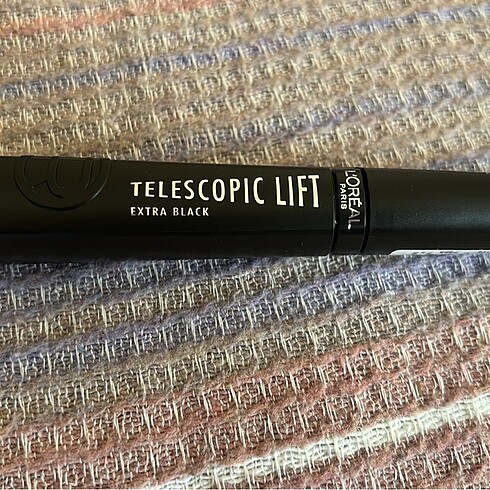 TELESCOPIC LIFT
EXTRA BLACK
L'ORÉAL
PARIS